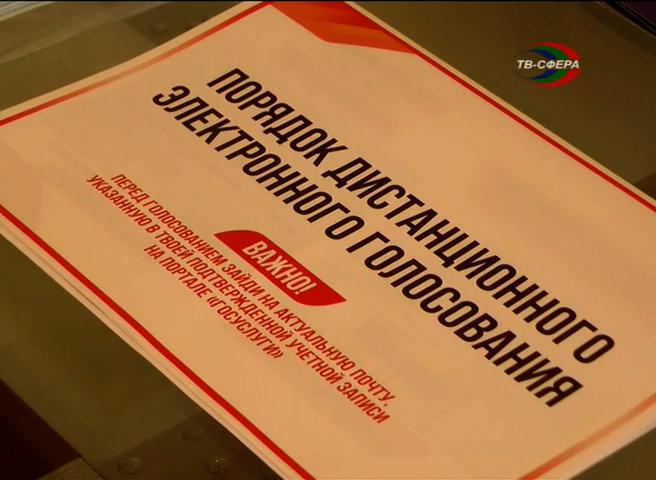 ТВ-СФЕРА
ПОРЯДОК ДИСТАНЦИОННОГО
ЭЛЕКТРОННОГО ГОЛОСОВАНИЯ
ВАЖНО!
ПЕРЕД ГОЛОСОВАНИЕМ ЗАЙДИ НА АКТУАЛЬНУЮ ПОЧТУ,
УКАЗАННУЮ В ТВОЕЙ ПОДТВЕРЖДЕННОЙ УЧЕТНОЙ ЗАПИСИ
НА ПОРТАЛЕ «ГОСУСЛУГИ»